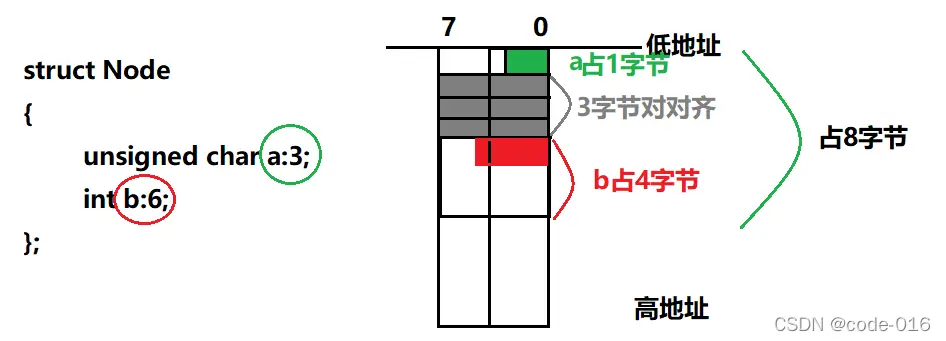 struct Node
{
unsigned char a:3;
int b:6;
};
7 0
低地址
a占1字节
3字节对对齐
占8字节
b占4字节
高地址
CSDN @code-016